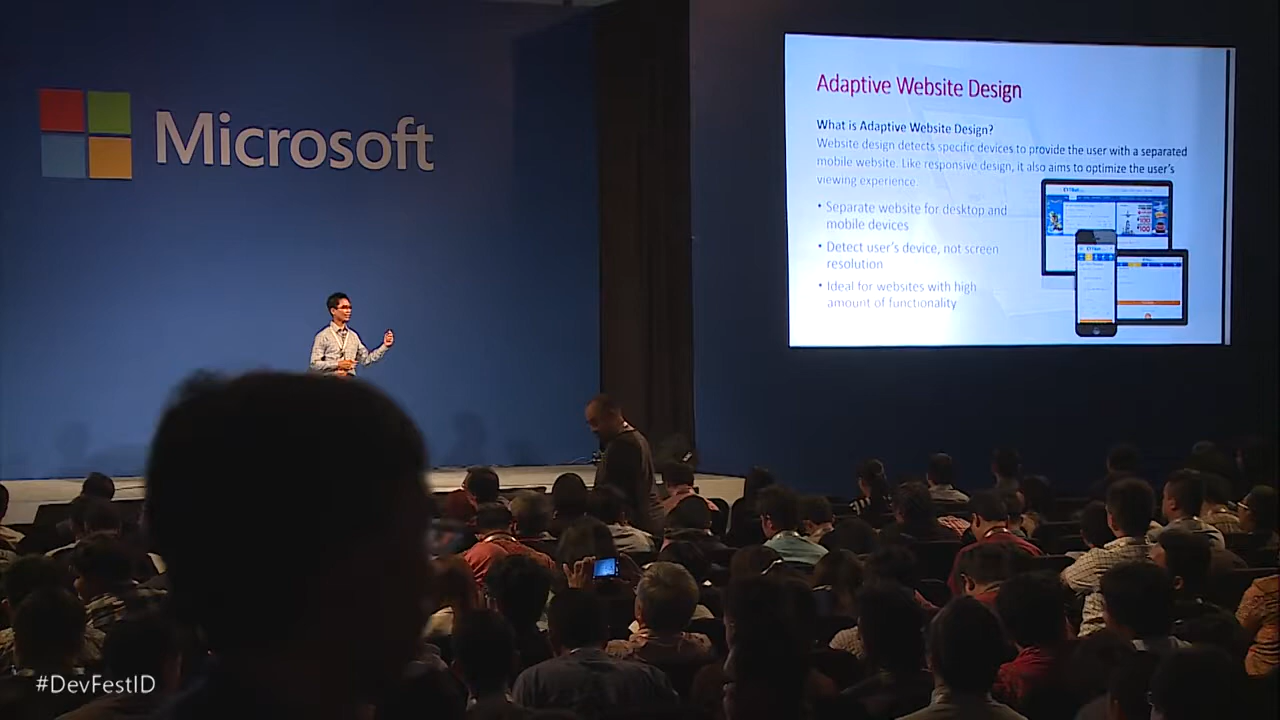 Microsoft
Adaptive Website Design
What is Adaptive Website Design?
Website design detects specific devices to provide the user with a separated
mobile website. Like responsive design, it also aims to optimize the user's
viewing experience.
• Separate website for desktop and
mobile devices
• Detect user's device, not screen
resolution
• Ideal for websites with high
amount of functionality
#DevFestID